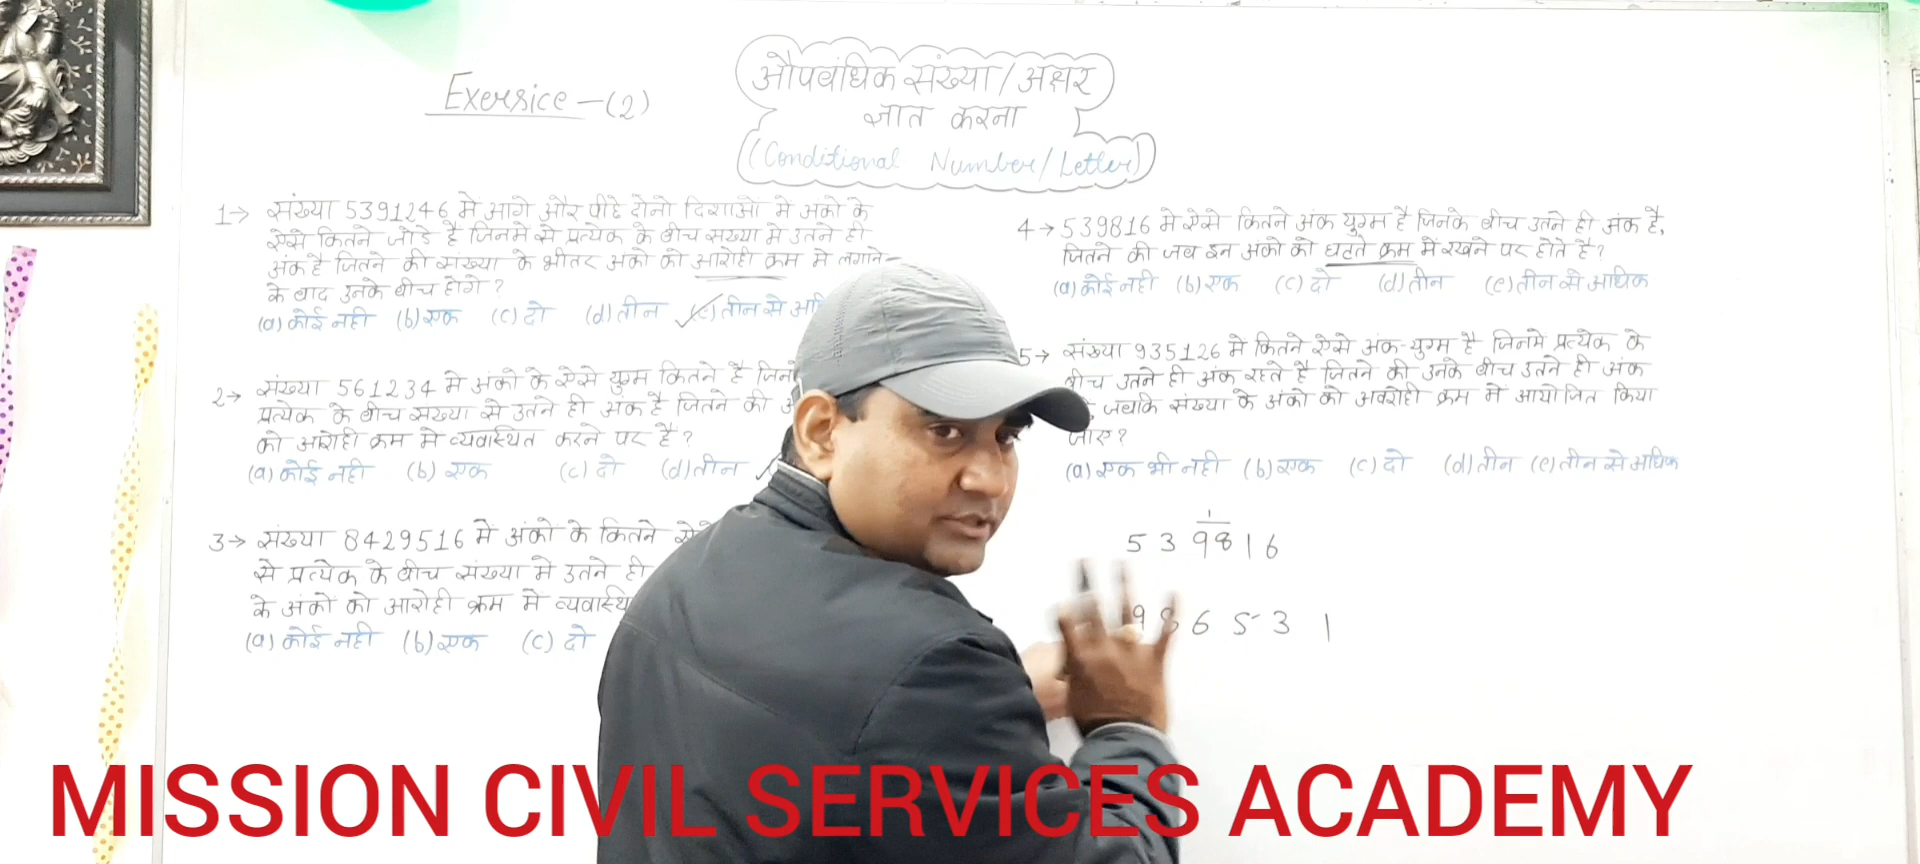 Exersice-(2)
औपबंधिक संख्या/अक्षर
ज्ञात करना
(Conditional Number/Letter)
1→ संख्या 5391246 मे आगे और पीछे दोनो दिशाओ मे अंको के
ऐसे कितने जोडे है जिनमे से प्रत्येक के बीच संख्या मे उतने ही
अंक है जितने की संख्या के भीतर अंको को आरोही क्रम मे लगाने
के बाद उनके बीच होगे?
(a) कोई नही (b) एक (c) दो (d) तीन (e) तीन से
2→ संख्या 561234 मे अंको के ऐसे युग्म कितने है
प्रत्येक के बीच संख्या से उतने ही अंक है जितने की
को आरोही क्रम मे व्यवास्थित करने पर है?
(a) कोई नही (b) एक (c) दो (d) तीन
3→ संख्या 8429516 मे अंको के कितने
से प्रत्येक के बीच संख्या मे उतने ही
के अंको को आरोही क्रम में
(a) कोई नही (b) एक (c) दो
4→ 539816 मे ऐसे कितने अंक युग्म है जिनके बीच उतने ही अंक है,
जितने की जब इन अंको को घटते क्रम में रखने पर होते है?
(a) कोई नही (b) एक (c) दो (d) तीन (e) तीन से अधिक
5→ संख्या 935126 मे कितने ऐसे अंक-युग्म है जिनमे प्रत्येक के
बीच उतने ही अंक रहते है जितने की उनके बीच उतने ही अंक
जबकि संख्या के अंको को अवरोही क्रम मे आयोजित किया
जाए?
(a) एक भी नही (b) एक (c) दो (d) तीन (e) तीन से अधिक
1
539816
986531
MISSION CIVIL SERVICES ACADEMY